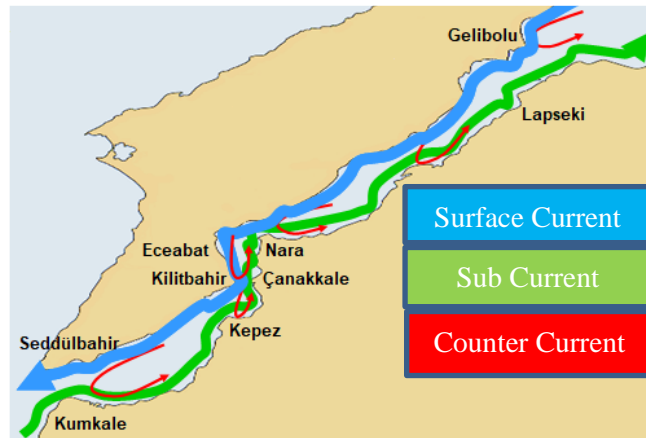 Gelibolu
Lapseki
Surface Current
Eceabat
Nara
Kilitbahir
Çanakkale
Sub Current
Kepez
Seddülbahir
Counter Current
Kumkale